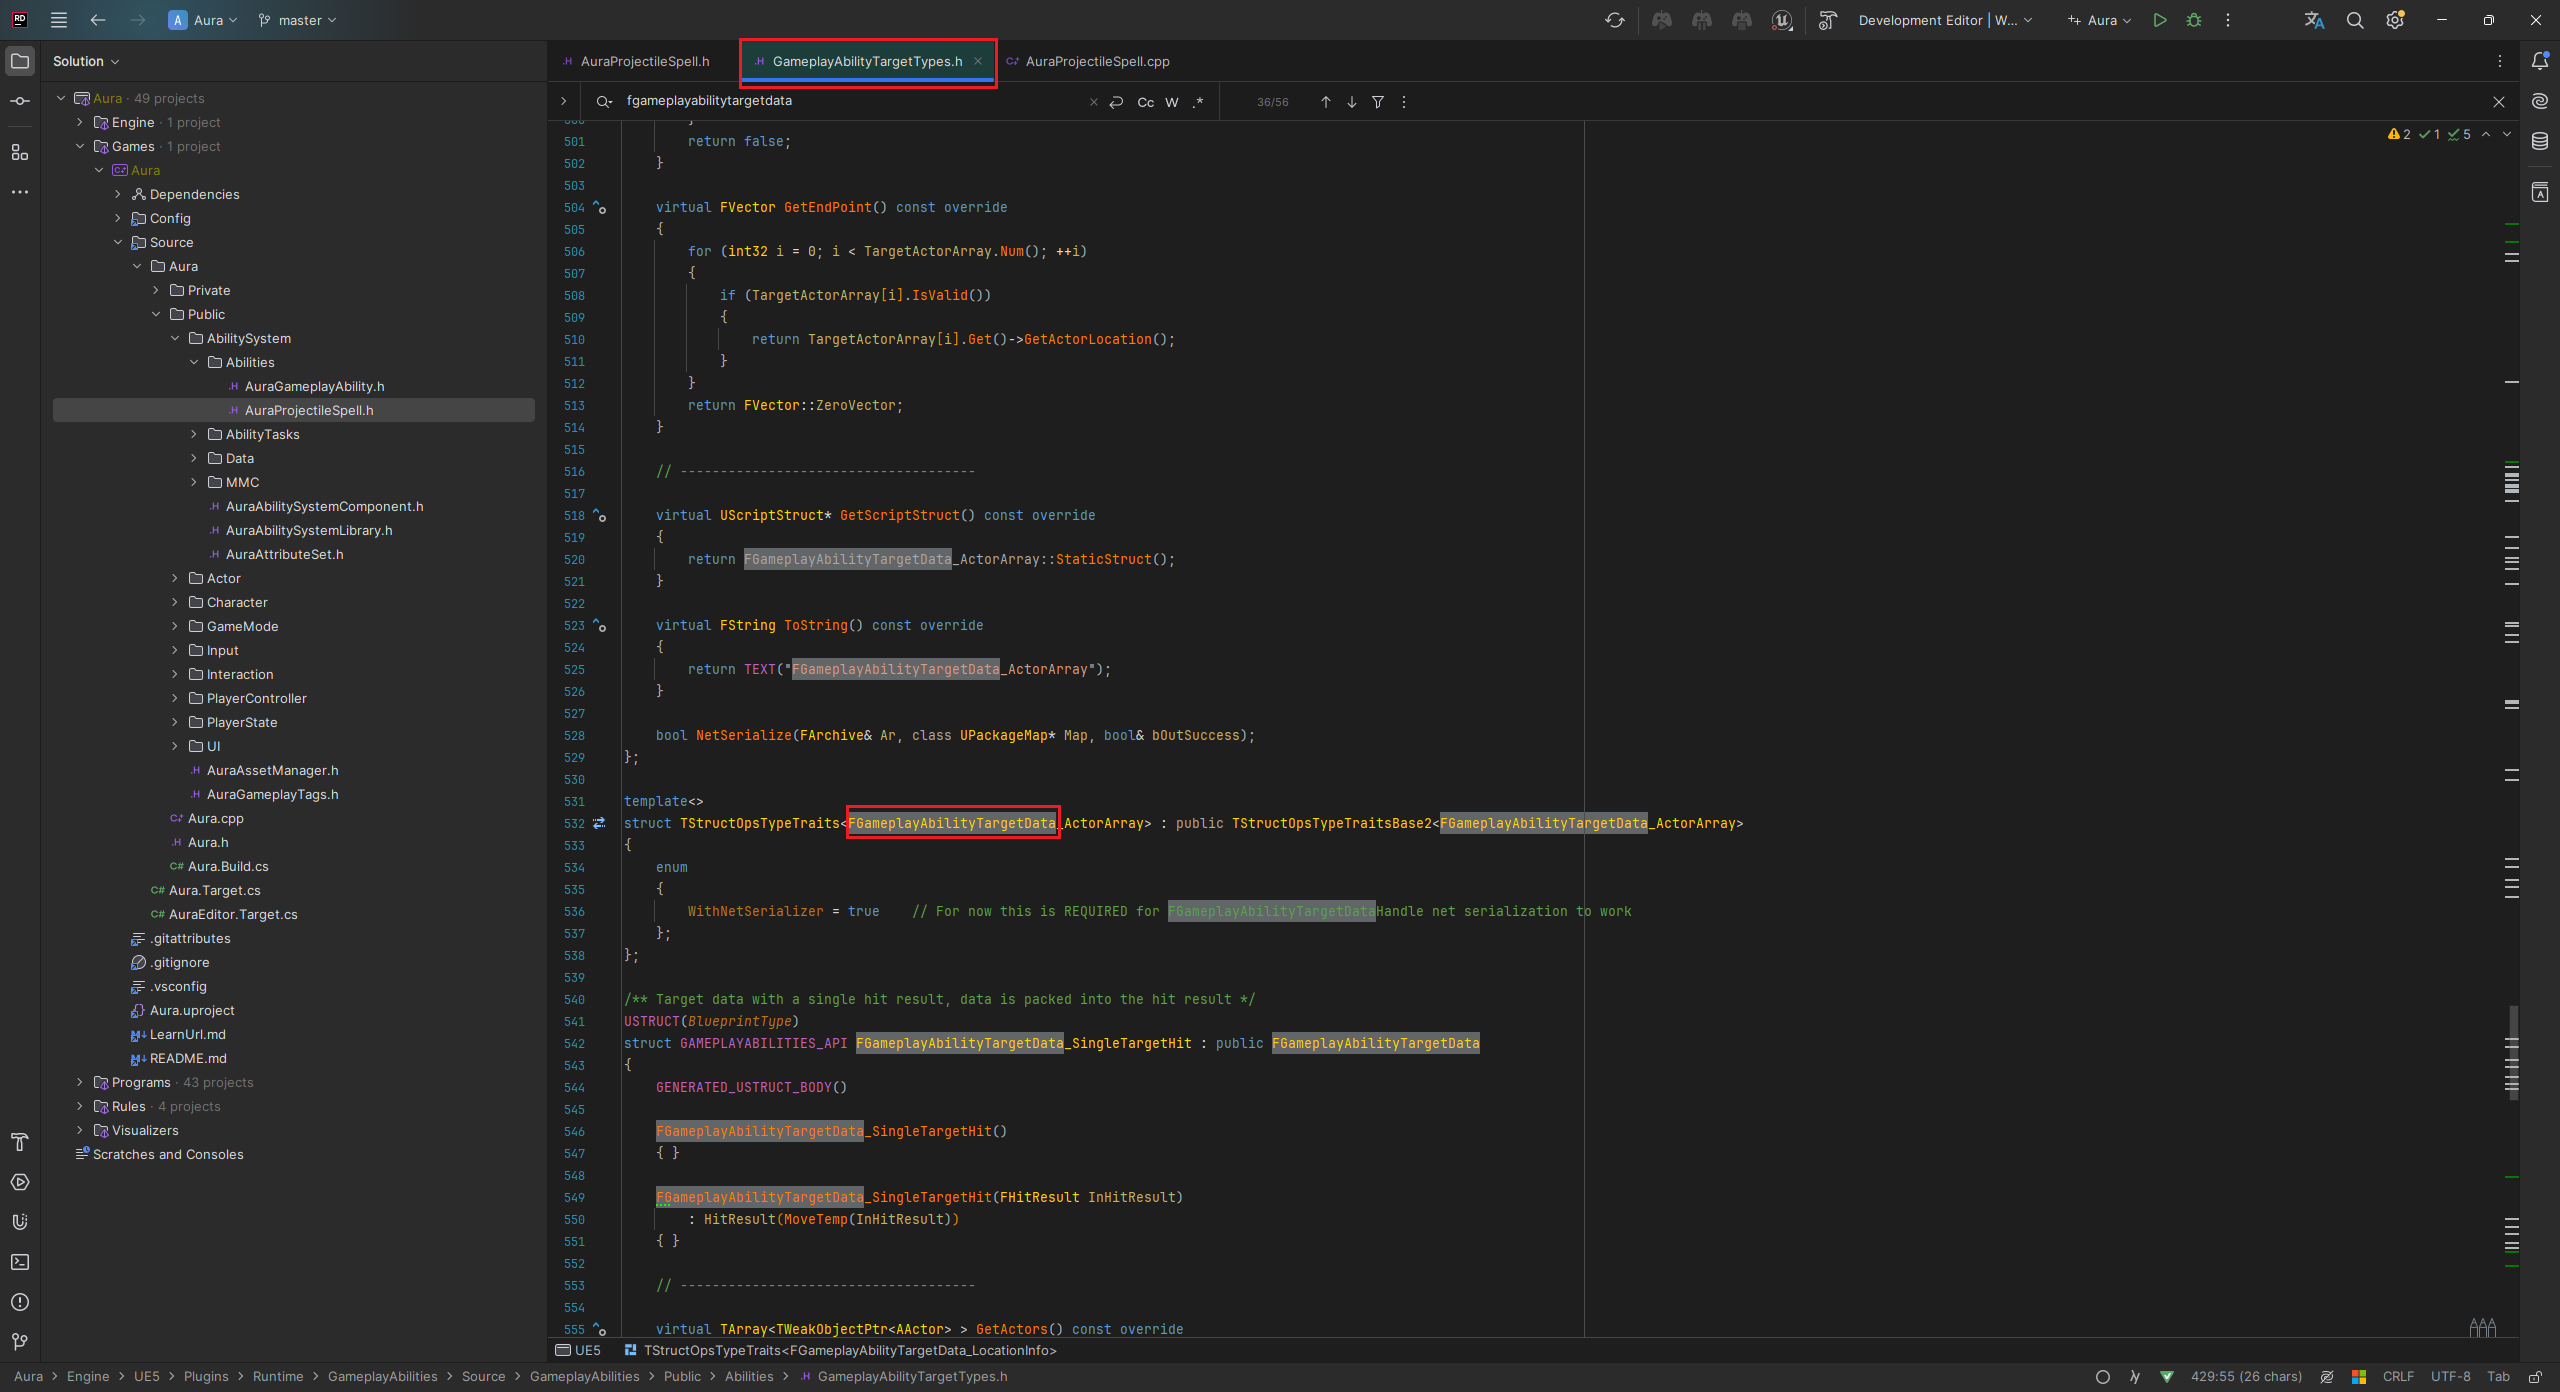 Aura
master
Development Editor | W...
Aura
Solution
AuraProjectileSpell.h
GameplayAbilityTargetTypes.h
AuraProjectileSpell.cpp
fgameplayabilitytargetdata
Cc W .*
36/56
2 1 5
Aura · 49 projects
Engine · 1 project
Games · 1 project
Aura
Dependencies
Config
Source
Aura
Private
Public
AbilitySystem
Abilities
AuraGameplayAbility.h
AuraProjectileSpell.h
AbilityTasks
Data
MMC
AuraAbilitySystemComponent.h
AuraAbilitySystemLibrary.h
AuraAttributeSet.h
Actor
Character
GameMode
Input
Interaction
PlayerController
PlayerState
UI
AuraAssetManager.h
AuraGameplayTags.h
Aura.cpp
Aura.h
Aura.Build.cs
Aura.Target.cs
AuraEditor.Target.cs
.gitattributes
.gitignore
.vsconfig
Aura.uproject
LearnUrl.md
README.md
Programs · 43 projects
Rules · 4 projects
Visualizers
Scratches and Consoles
501 return false;
502 }
503
504 virtual FVector GetEndPoint() const override
505 {
506 for (int32 i = 0; i < TargetActorArray.Num(); ++i)
507 {
508 if (TargetActorArray[i].IsValid())
509 {
510 return TargetActorArray[i].Get()->GetActorLocation();
511 }
512 }
513 return FVector::ZeroVector;
514 }
515
516 // -------------------------------------
517
518 virtual UScriptStruct* GetScriptStruct() const override
519 {
520 return FGameplayAbilityTargetData_ActorArray::StaticStruct();
521 }
522
523 virtual FString ToString() const override
524 {
525 return TEXT("FGameplayAbilityTargetData_ActorArray");
526 }
527
528 bool NetSerialize(FArchive& Ar, class UPackageMap* Map, bool& bOutSuccess);
529 };
530
531 template<>
532 struct TStructOpsTypeTraits<FGameplayAbilityTargetData_ActorArray> : public TStructOpsTypeTraitsBase2<FGameplayAbilityTargetData_ActorArray>
533 {
534 enum
535 {
536 WithNetSerializer = true // For now this is REQUIRED for FGameplayAbilityTargetDataHandle net serialization to work
537 };
538 };
539
540 /** Target data with a single hit result, data is packed into the hit result */
541 USTRUCT(BlueprintType)
542 struct GAMEPLAYABILITIES_API FGameplayAbilityTargetData_SingleTargetHit : public FGameplayAbilityTargetData
543 {
544 GENERATED_USTRUCT_BODY()
545
546 FGameplayAbilityTargetData_SingleTargetHit()
547 { }
548
549 FGameplayAbilityTargetData_SingleTargetHit(FHitResult InHitResult)
550 : HitResult(MoveTemp(InHitResult))
551 { }
552
553 // -------------------------------------
554
555 virtual TArray<TWeakObjectPtr<AActor> > GetActors() const override
UE5 TStructOpsTypeTraits<FGameplayAbilityTargetData_LocationInfo>
Aura > Engine > UE5 > Plugins > Runtime > GameplayAbilities > Source > GameplayAbilities > Public > Abilities > GameplayAbilityTargetTypes.h
429:55 (26 chars) CRLF UTF-8 Tab